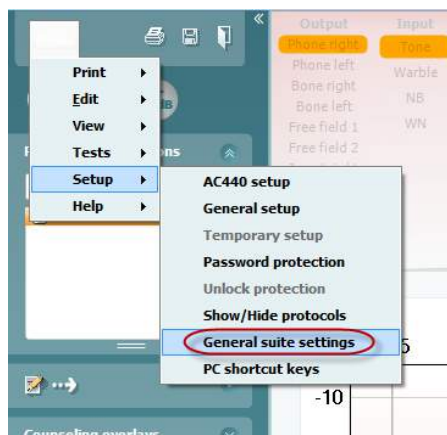 Output Input
Phone right Tone
Phone left Warble
Bone right NB
Bone left WN
Free field 1
Free field 2
Print
Edit
View
Tests
Setup
Help
ns
AC440 setup
General setup
Temporary setup
Password protection
Unlock protection
Show/Hide protocols
General suite settings
PC shortcut keys
5
-10
Counseling overlays